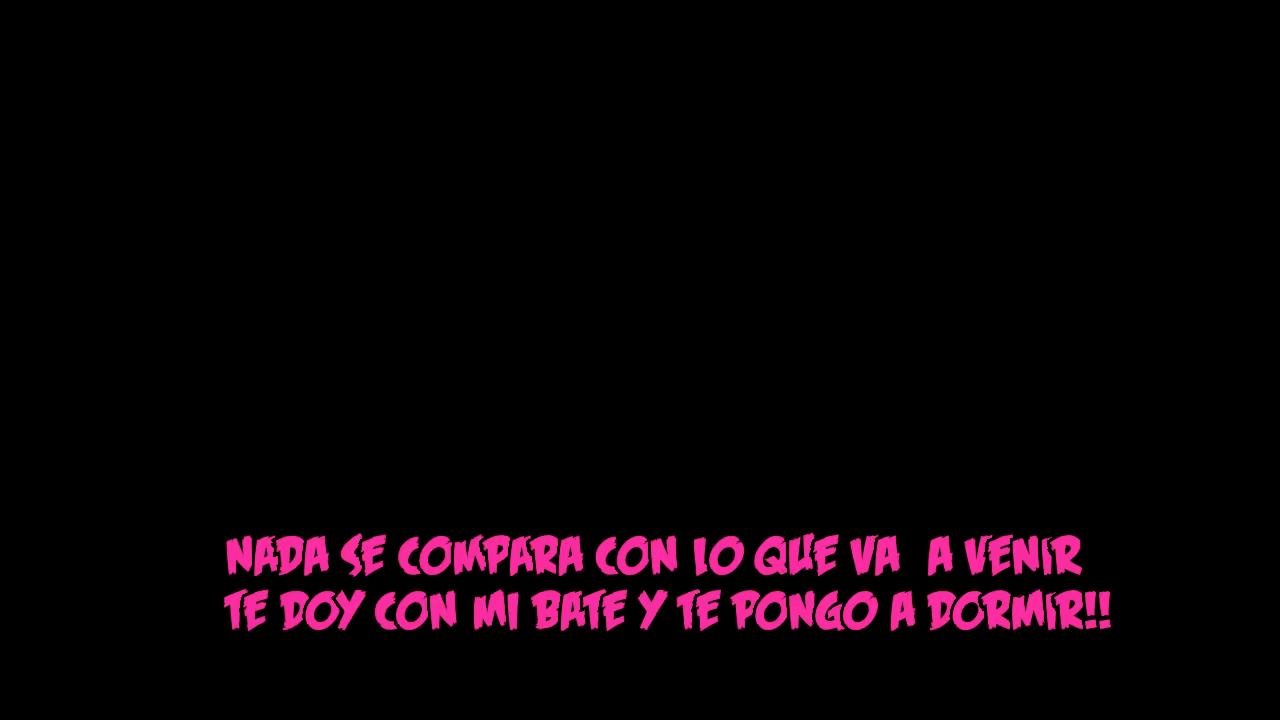 NADA SE COMPARA CON LO QUE VA  A VENIR
TE DOY CON MI BATE Y TE PONGO A DORMIR!!